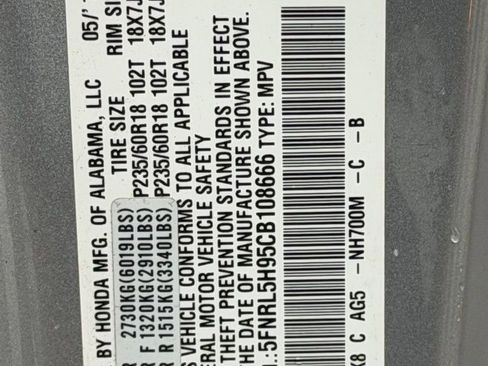 BY HONDA MFG. OF ALABAMA, LLC 05/
TIRE SIZE RIM SI
R 2730KG(6019LBS)
R F 1320KG(2910LBS) P235/60R18 102T 18X7J
R R 1515KG(3340LBS) P235/60R18 102T 18X7J
S VEHICLE CONFORMS TO ALL APPLICABLE
ERAL MOTOR VEHICLE SAFETY
THEFT PREVENTION STANDARDS IN EFFECT
THE DATE OF MANUFACTURE SHOWN ABOVE.
.:5FNRL5H95CB108666 TYPE: MPV
K8 C AG5 -NH700M -C -B